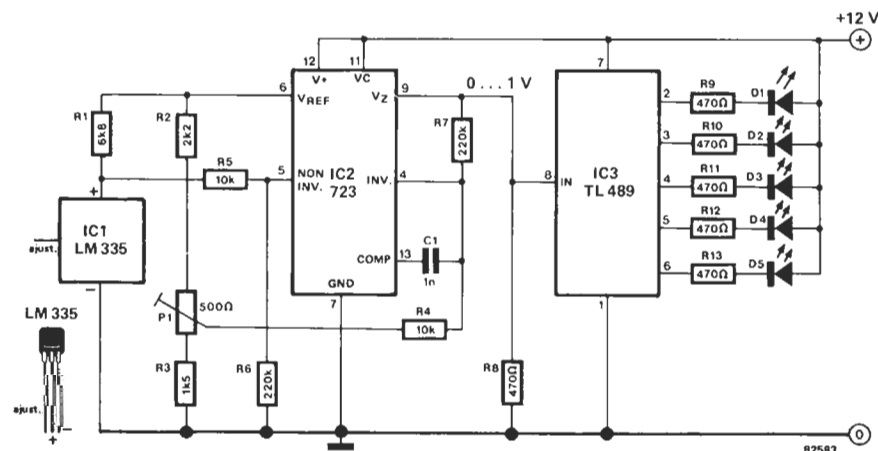 +12 V
+
12
11
7
V+
VC
0 . . . 1 V
R1
6k8
R2
2k2
6
VREF
VZ
9
R7
220k
2
R9
470Ω
D1
R5
10k
5
NON
INV.
IC2
723
INV.
4
8
IN
IC3
TL 489
3
R10
470Ω
D2
4
R11
470Ω
D3
+
IC1
LM 335
ajust.
–
COMP
13
C1
1n
5
R12
470Ω
D4
6
R13
470Ω
D5
GND
7
1
LM 335
P1
500Ω
R4
10k
R3
1k5
R6
220k
R8
470Ω
ajust.
–
+
0
82583